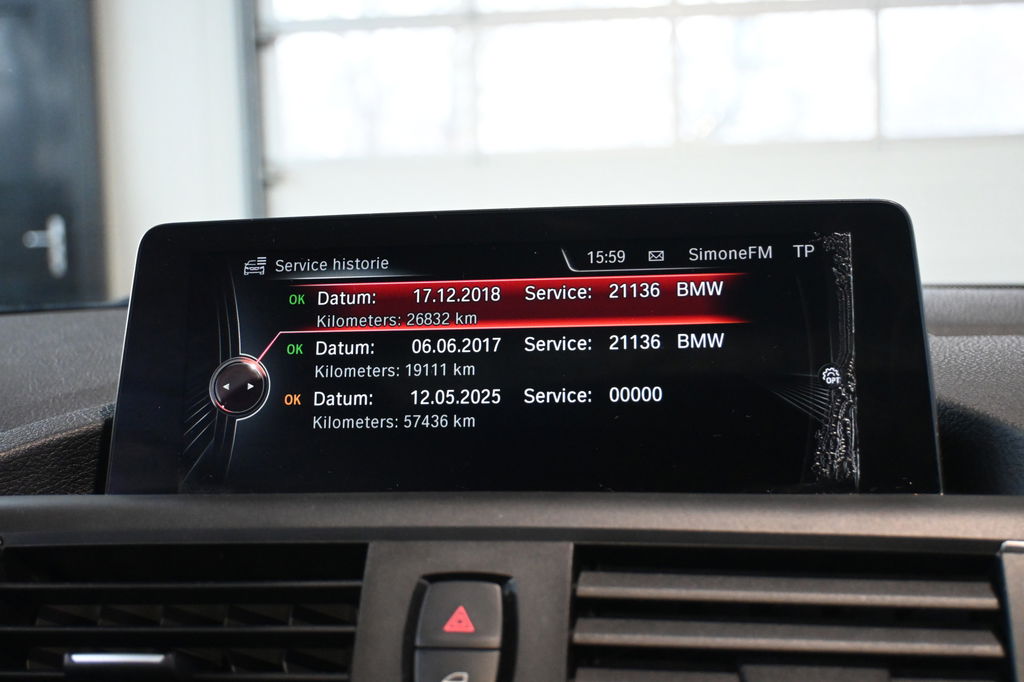 Service historie 15:59 SimoneFM TP
OK Datum: 17.12.2018 Service: 21136 BMW
Kilometers: 26832 km
OK Datum: 06.06.2017 Service: 21136 BMW
Kilometers: 19111 km
OPT
OK Datum: 12.05.2025 Service: 00000
Kilometers: 57436 km